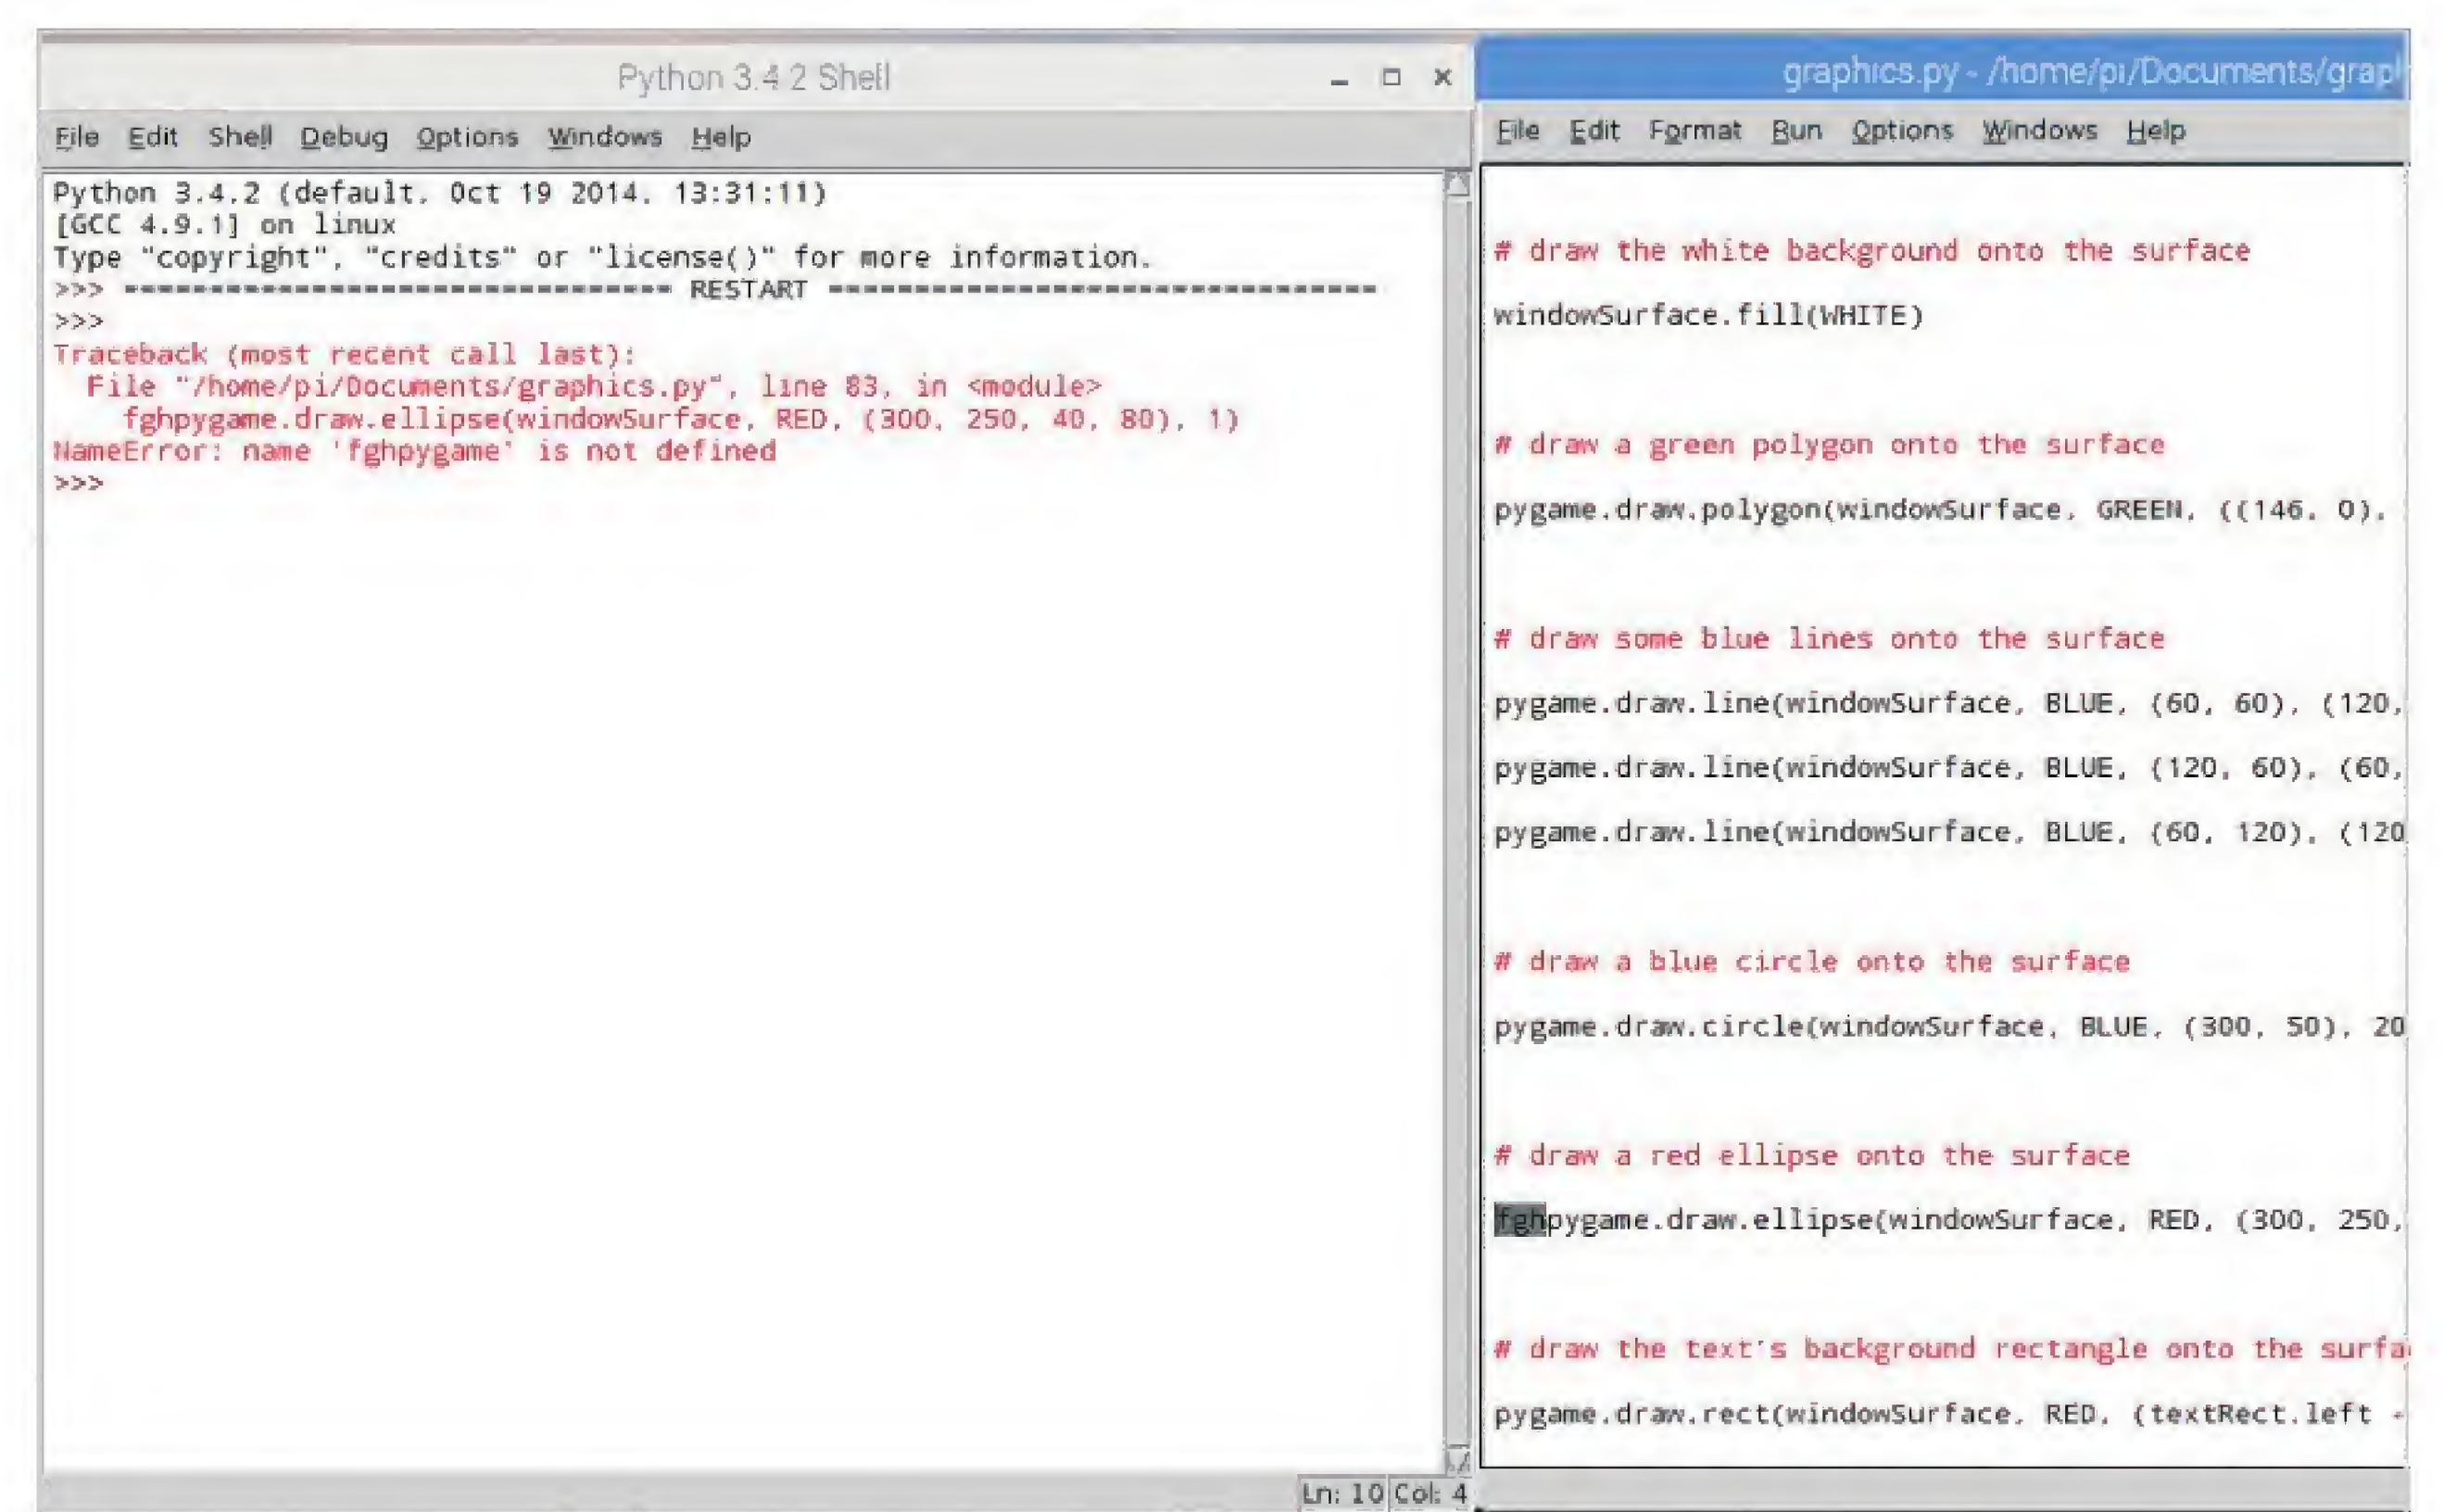 Python 3.4.2 Shell
File Edit Shell Debug Options Windows Help
Python 3.4.2 (default, Oct 19 2014, 13:31:11)
[GCC 4.9.1] on linux
Type "copyright", "credits" or "license()" for more information.
>>> ================================ RESTART ================================
>>>
Traceback (most recent call last):
  File "/home/pi/Documents/graphics.py", line 83, in <module>
    fghpygame.draw.ellipse(windowSurface, RED, (300, 250, 40, 80), 1)
NameError: name 'fghpygame' is not defined
>>>
Ln: 10 Col: 4
graphics.py - /home/pi/Documents/grap
File Edit Format Run Options Windows Help
# draw the white background onto the surface
windowSurface.fill(WHITE)
# draw a green polygon onto the surface
pygame.draw.polygon(windowSurface, GREEN, ((146, 0),
# draw some blue lines onto the surface
pygame.draw.line(windowSurface, BLUE, (60, 60), (120,
pygame.draw.line(windowSurface, BLUE, (120, 60), (60,
pygame.draw.line(windowSurface, BLUE, (60, 120), (120
# draw a blue circle onto the surface
pygame.draw.circle(windowSurface, BLUE, (300, 50), 20
# draw a red ellipse onto the surface
fghpygame.draw.ellipse(windowSurface, RED, (300, 250,
# draw the text's background rectangle onto the surfa
pygame.draw.rect(windowSurface, RED, (textRect.left -